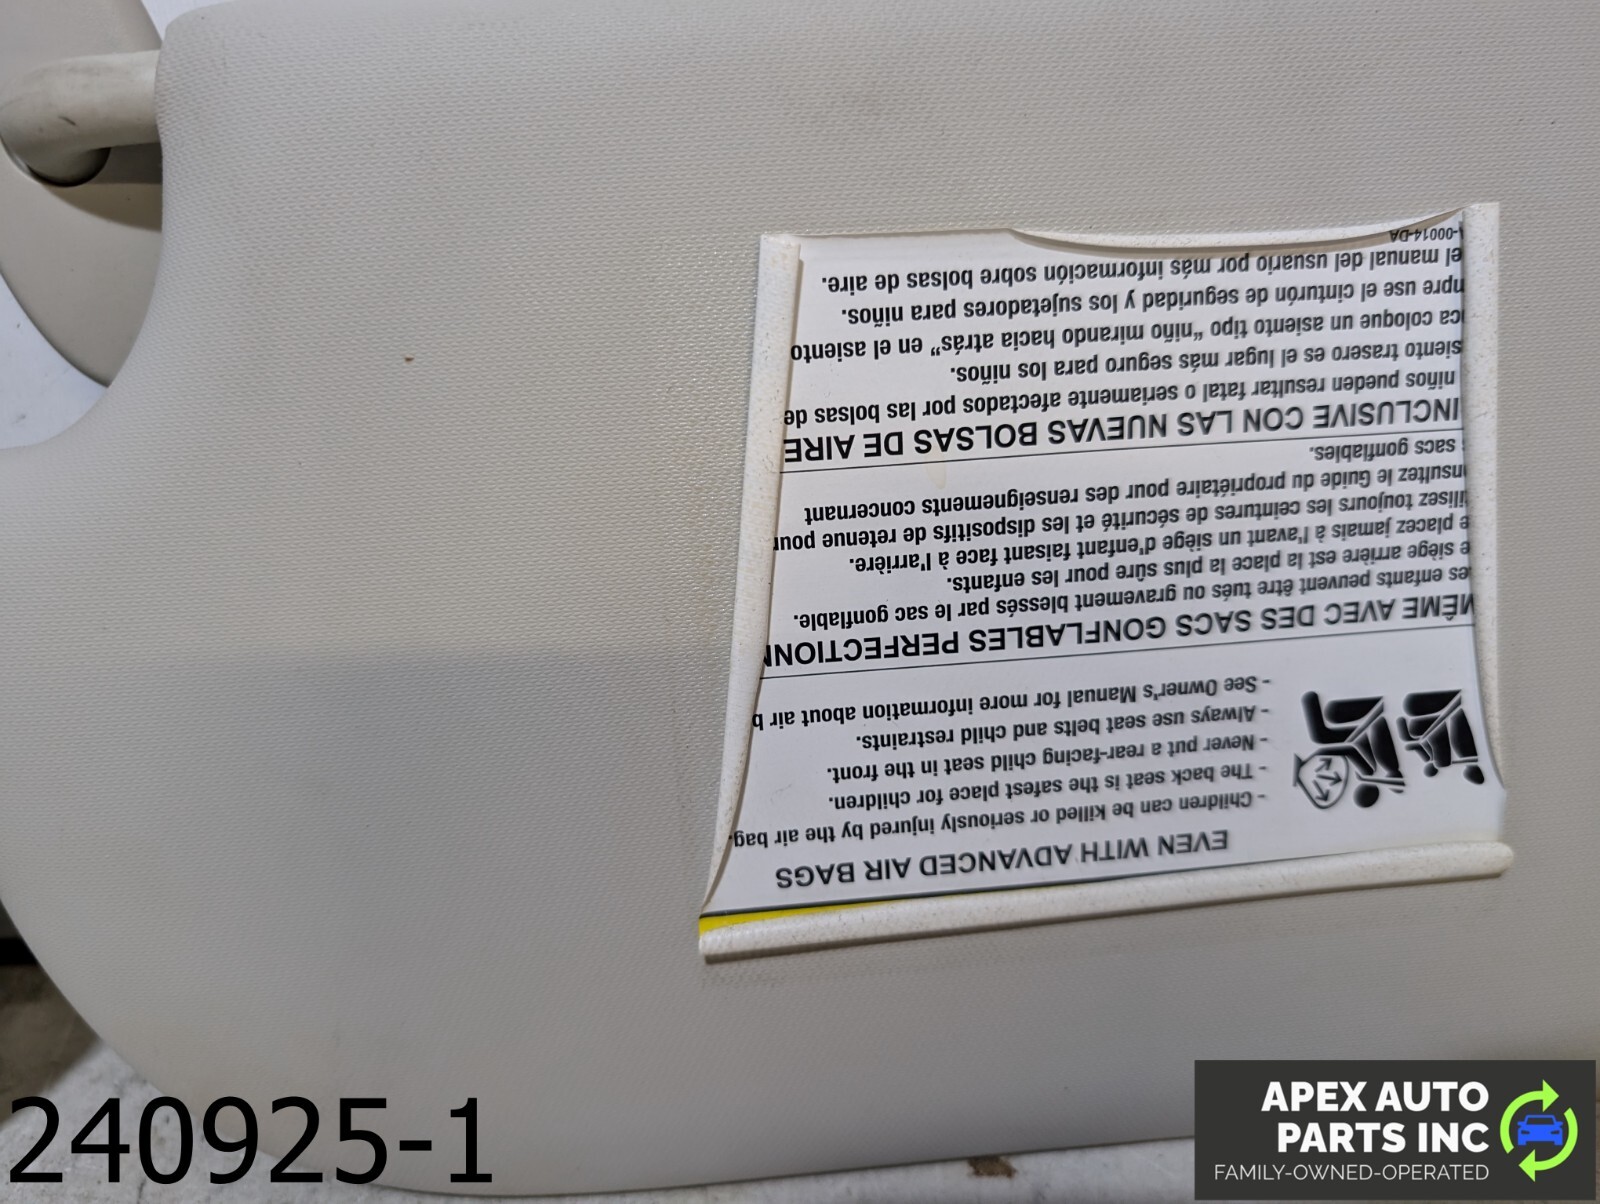 EVEN WITH ADVANCED AIR BAGS
- Children can be killed or seriously injured by the air bag.
- The back seat is the safest place for children.
- Never put a rear-facing child seat in the front.
- Always use seat belts and child restraints.
- See Owner's Manual for more information about air b
MÊME AVEC DES SACS GONFLABLES PERFECTIONN
es enfants peuvent être tués ou gravement blessés par le sac gonflable.
e siège arrière est la place la plus sûre pour les enfants.
e placez jamais à l'avant un siège d'enfant faisant face à l'arrière.
tilisez toujours les ceintures de sécurité et les dispositifs de retenue pour
nsultez le Guide du propriétaire pour des renseignements concernant
sacs gonflables.
INCLUSIVE CON LAS NUEVAS BOLSAS DE AIRE
niños pueden resultar fatal o seriamente afectados por las bolsas de
siento trasero es el lugar más seguro para los niños.
ca coloque un asiento tipo "niño mirando hacia atrás" en el asiento
mpre use el cinturón de seguridad y los sujetadores para niños.
el manual del usuario por más información sobre bolsas de aire.
-00014-DA
240925-1
APEX AUTO
PARTS INC
FAMILY-OWNED-OPERATED